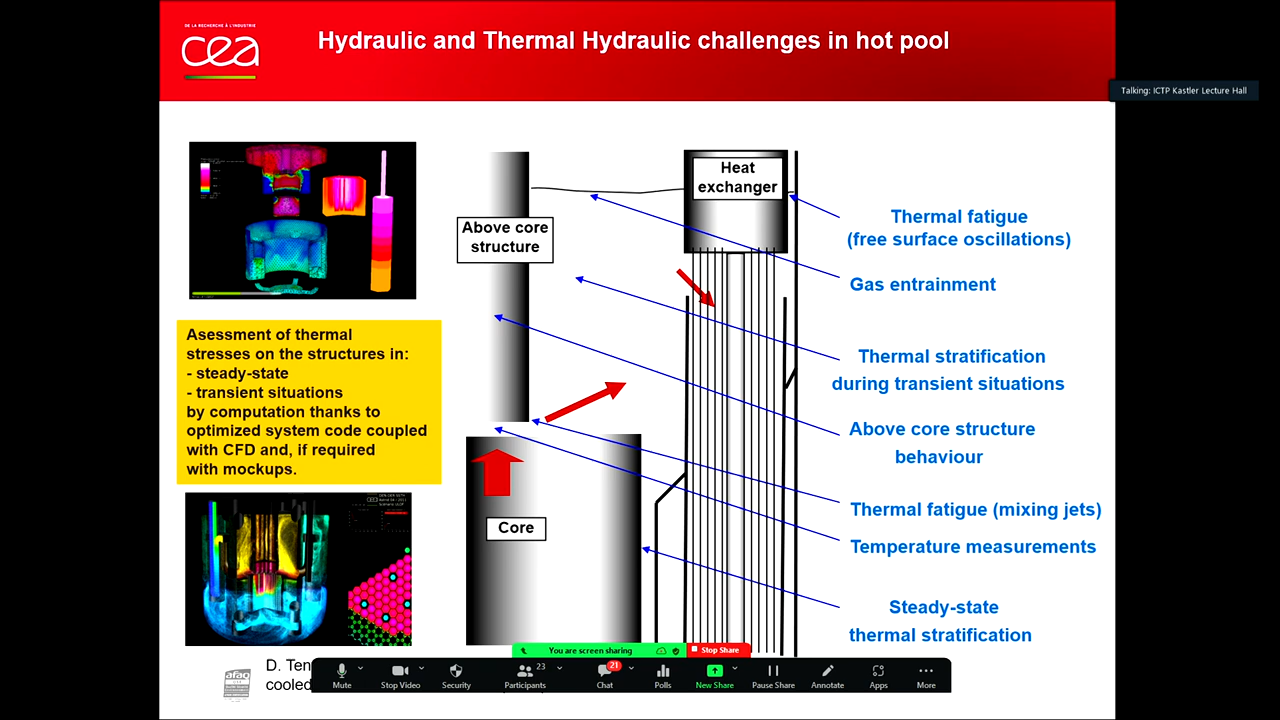 DE LA RECHERCHE À L'INDUSTRIE
cea
Hydraulic and Thermal Hydraulic challenges in hot pool
Talking: ICTP Kastler Lecture Hall
Heat
exchanger
Above core
structure
Thermal fatigue
(free surface oscillations)
Gas entrainment
Asessment of thermal
stresses on the structures in:
- steady-state
- transient situations
by computation thanks to
optimized system code coupled
with CFD and, if required
with mockups.
Thermal stratification
during transient situations
Above core structure
behaviour
Thermal fatigue (mixing jets)
Core
Temperature measurements
Steady-state
thermal stratification
You are screen sharing
Stop Share
afaq
D. Ten
cooled
Mute
Stop Video
Security
Participants
23
Chat
21
Polls
New Share
Pause Share
Annotate
Apps
More